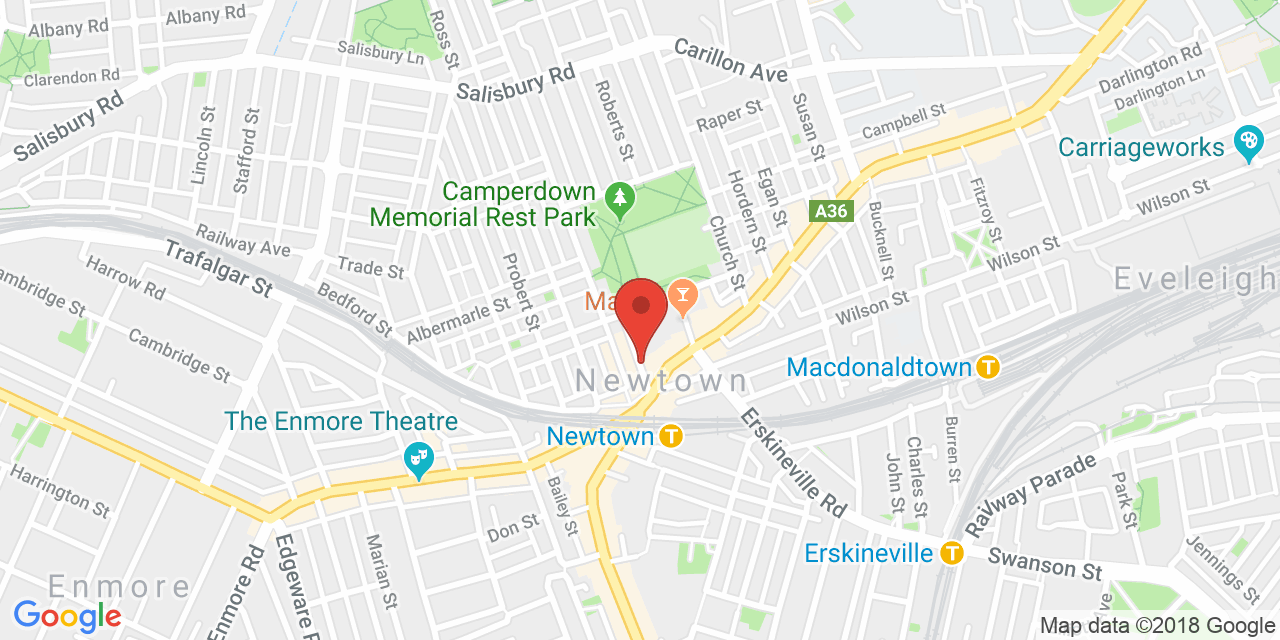 Albany Rd
Albany Rd
Ross St
Salisbury Ln
Carillon Ave
Clarendon Rd
Salisbury Rd
Salisbury Rd
Darlington Rd
Darlington Ln
Roberts St
Raper St
Susan St
Campbell St
Lincoln St
Stafford St
Carriageworks
Camperdown
Memorial Rest Park
Egan St
Hordern St
Church St
A36
Bucknell St
Fitzroy St
Wilson St
Wilson St
Wilson St
Railway Ave
Trafalgar St
Trade St
Harrow Rd
Bedford St
Probert St
Albermarle St
Eveleigh
Cambridge St
Ma
Newtown
Macdonaldtown
T
The Enmore Theatre
Newtown
T
Erskineville Rd
John St
Charles St
Burren St
Railway Parade
Park St
Harrington St
Bailey St
Don St
Erskineville
T
Swanson St
Jennings St
Enmore
Enmore Rd
Edgeware
Marian St
Google
Map data ©2018 Google